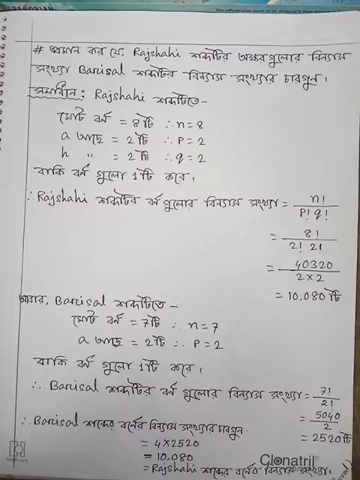 # প্রমান কর যে, Rajshahi শব্দটির অক্ষরগুলোর বিন্যাস
সংখ্যা Barisal শব্দটির বিন্যাস সংখ্যার চারগুন।
সমাধান: Rajshahi শব্দটিতে-
মোট বর্ন = 8টি ∴ n = 8
a আছে = 2টি ∴ P = 2
h " = 2টি ∴ q = 2
বাকি বর্ন গুলো 1টি করে।
∴ Rajshahi শব্দটির বর্ন গুলোর বিন্যাস সংখ্যা = n!/P!q!
= 8!/2! 2!
= 40320/2×2
= 10.080টি
আবার, Barisal শব্দটিতে -
মোট বর্ন = 7টি ∴ n = 7
a আছে = 2টি ∴ P = 2
বাকি বর্ন গুলো 1টি করে।
∴ Barisal শব্দটির বর্ন গুলোর বিন্যাস সংখ্যা = 7!/2!
= 5040/2
= 2520টি
∴ Barisal শব্দের বর্নের বিন্যাস সংখ্যার চারগুন
= 4×2520
= 10.080
= Rajshahi শব্দের বর্নের বিন্যাস সংখ্যা।
Clonatril